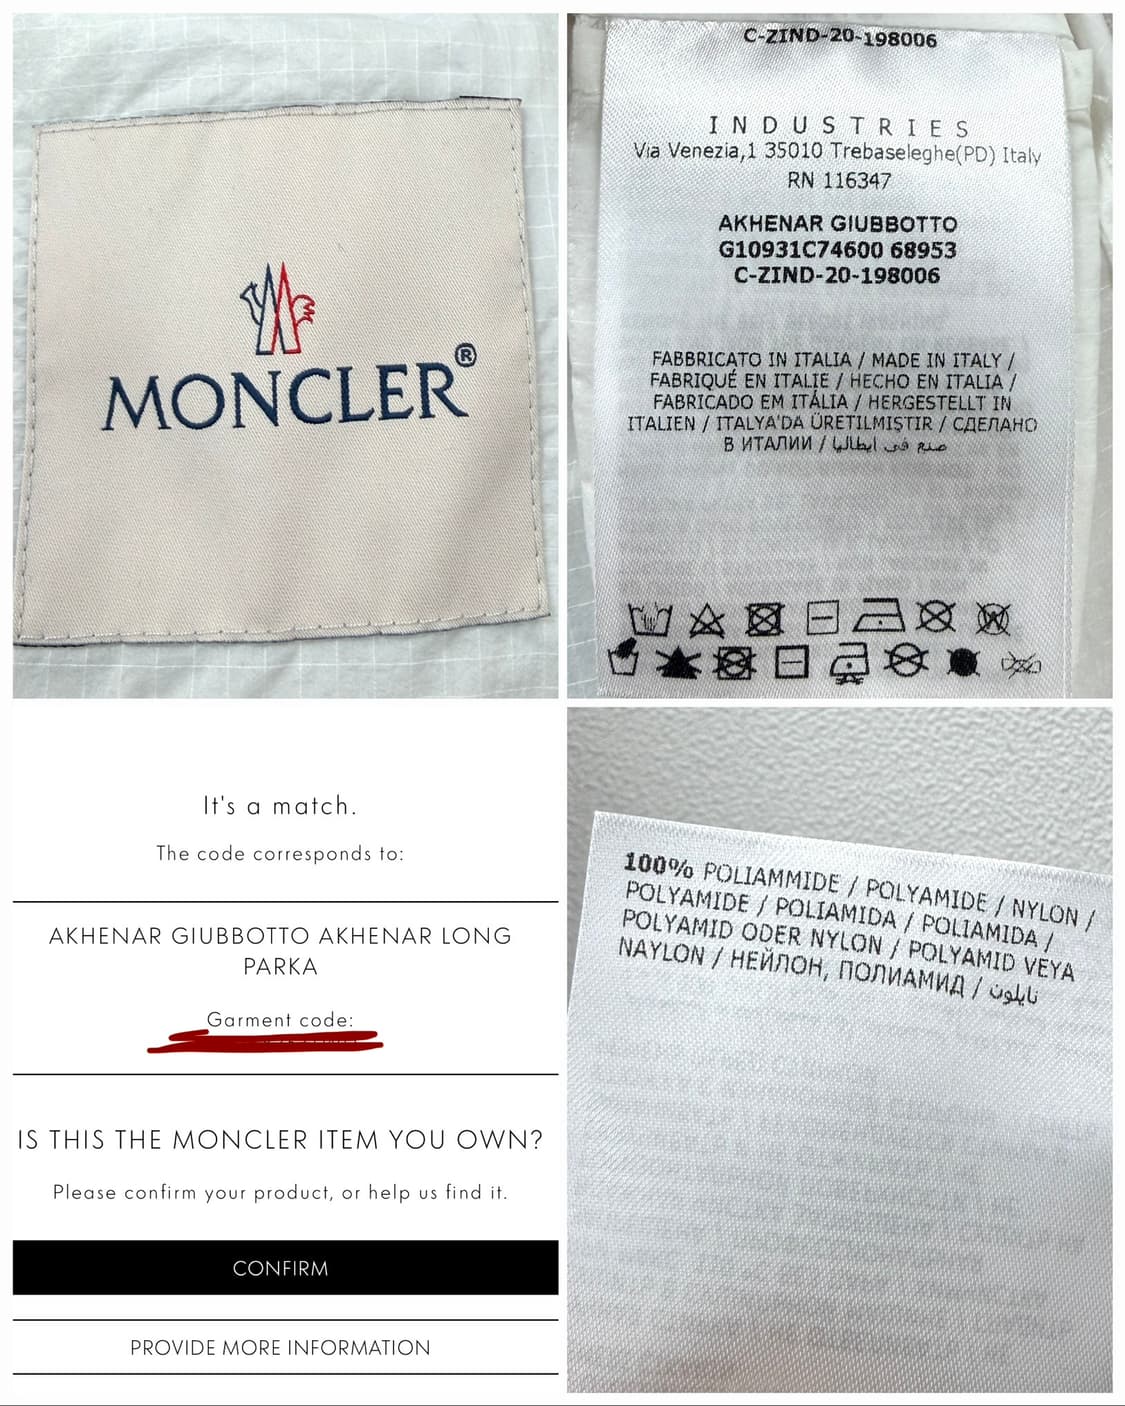 MONCLER®
C-ZIND-20-198006
INDUSTRIES
Via Venezia,1 35010 Trebaseleghe(PD) Italy
RN 116347
AKHENAR GIUBBOTTO
G10931C74600 68953
C-ZIND-20-198006
FABBRICATO IN ITALIA / MADE IN ITALY /
FABRIQUÉ EN ITALIE / HECHO EN ITALIA /
FABRICADO EM ITÁLIA / HERGESTELLT IN
ITALIEN / ITALYA'DA ÜRETILMIŞTIR / СДЕЛАНО
В ИТАЛИИ / صنع في ايطاليا
It's a match.
The code corresponds to:
AKHENAR GIUBBOTTO AKHENAR LONG
PARKA
Garment code:
IS THIS THE MONCLER ITEM YOU OWN?
Please confirm your product, or help us find it.
CONFIRM
PROVIDE MORE INFORMATION
100% POLIAMMIDE / POLYAMIDE / NYLON /
POLYAMIDE / POLIAMIDA / POLIAMIDA /
POLYAMID ODER NYLON / POLYAMID VEYA
NAYLON / НЕЙЛОН, ПОЛИАМИД / نايلون